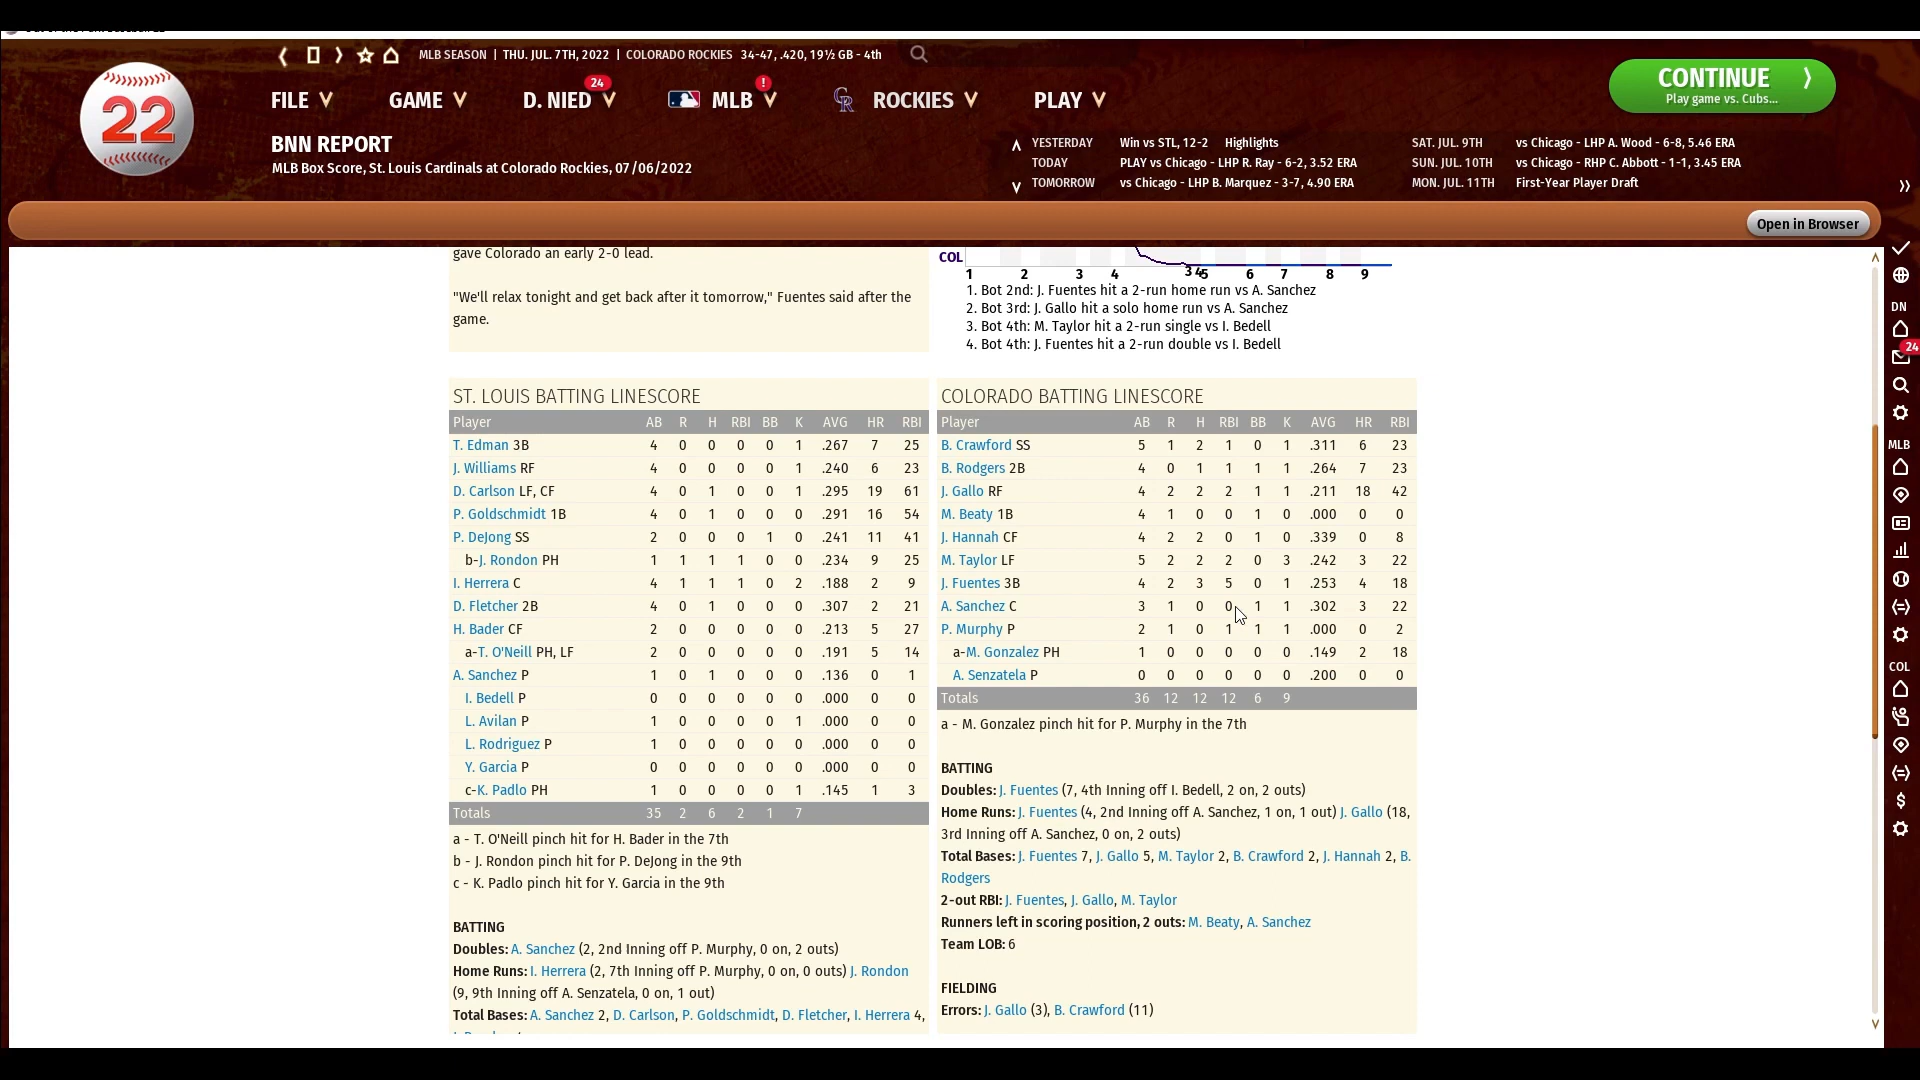 MLB SEASON | THU. JUL. 7TH, 2022 | COLORADO ROCKIES 34-47, .420, 19½ GB - 4th
22
FILE
GAME
D. NIED
24
MLB
!
CR
ROCKIES
PLAY
CONTINUE
Play game vs. Cubs...
BNN REPORT
MLB Box Score, St. Louis Cardinals at Colorado Rockies, 07/06/2022
YESTERDAY Win vs STL, 12-2 Highlights
TODAY PLAY vs Chicago - LHP R. Ray - 6-2, 3.52 ERA
TOMORROW vs Chicago - LHP B. Marquez - 3-7, 4.90 ERA
SAT. JUL. 9TH vs Chicago - LHP A. Wood - 6-8, 5.46 ERA
SUN. JUL. 10TH vs Chicago - RHP C. Abbott - 1-1, 3.45 ERA
MON. JUL. 11TH First-Year Player Draft
Open in Browser
gave Colorado an early 2-0 lead.
"We'll relax tonight and get back after it tomorrow," Fuentes said after the
game.
COL
1 2 3 4 3 4 5 6 7 8 9
1. Bot 2nd: J. Fuentes hit a 2-run home run vs A. Sanchez
2. Bot 3rd: J. Gallo hit a solo home run vs A. Sanchez
3. Bot 4th: M. Taylor hit a 2-run single vs I. Bedell
4. Bot 4th: J. Fuentes hit a 2-run double vs I. Bedell
ST. LOUIS BATTING LINESCORE
Player AB R H RBI BB K AVG HR RBI
T. Edman 3B 4 0 0 0 0 1 .267 7 25
J. Williams RF 4 0 0 0 0 1 .240 6 23
D. Carlson LF, CF 4 0 1 0 0 1 .295 19 61
P. Goldschmidt 1B 4 0 1 0 0 0 .291 16 54
P. DeJong SS 2 0 0 0 1 0 .241 11 41
b-J. Rondon PH 1 1 1 1 0 0 .234 9 25
I. Herrera C 4 1 1 1 0 2 .188 2 9
D. Fletcher 2B 4 0 1 0 0 0 .307 2 21
H. Bader CF 2 0 0 0 0 0 .213 5 27
a-T. O'Neill PH, LF 2 0 0 0 0 0 .191 5 14
A. Sanchez P 1 0 1 0 0 0 .136 0 1
I. Bedell P 0 0 0 0 0 0 .000 0 0
L. Avilan P 1 0 0 0 0 1 .000 0 0
L. Rodriguez P 1 0 0 0 0 0 .000 0 0
Y. Garcia P 0 0 0 0 0 0 .000 0 0
c-K. Padlo PH 1 0 0 0 0 1 .145 1 3
Totals 35 2 6 2 1 7
a - T. O'Neill pinch hit for H. Bader in the 7th
b - J. Rondon pinch hit for P. DeJong in the 9th
c - K. Padlo pinch hit for Y. Garcia in the 9th
BATTING
Doubles: A. Sanchez (2, 2nd Inning off P. Murphy, 0 on, 2 outs)
Home Runs: I. Herrera (2, 7th Inning off P. Murphy, 0 on, 0 outs) J. Rondon
(9, 9th Inning off A. Senzatela, 0 on, 1 out)
Total Bases: A. Sanchez 2, D. Carlson, P. Goldschmidt, D. Fletcher, I. Herrera 4,
COLORADO BATTING LINESCORE
Player AB R H RBI BB K AVG HR RBI
B. Crawford SS 5 1 2 1 0 1 .311 6 23
B. Rodgers 2B 4 0 1 1 1 1 .264 7 23
J. Gallo RF 4 2 2 2 1 1 .211 18 42
M. Beaty 1B 4 1 0 0 1 0 .000 0 0
J. Hannah CF 4 2 2 0 1 0 .339 0 8
M. Taylor LF 5 2 2 2 0 3 .242 3 22
J. Fuentes 3B 4 2 3 5 0 1 .253 4 18
A. Sanchez C 3 1 0 0 1 1 .302 3 22
P. Murphy P 2 1 0 1 1 1 .000 0 2
a-M. Gonzalez PH 1 0 0 0 0 0 .149 2 18
A. Senzatela P 0 0 0 0 0 0 .200 0 0
Totals 36 12 12 12 6 9
a - M. Gonzalez pinch hit for P. Murphy in the 7th
BATTING
Doubles: J. Fuentes (7, 4th Inning off I. Bedell, 2 on, 2 outs)
Home Runs: J. Fuentes (4, 2nd Inning off A. Sanchez, 1 on, 1 out) J. Gallo (18,
3rd Inning off A. Sanchez, 0 on, 2 outs)
Total Bases: J. Fuentes 7, J. Gallo 5, M. Taylor 2, B. Crawford 2, J. Hannah 2, B.
Rodgers
2-out RBI: J. Fuentes, J. Gallo, M. Taylor
Runners left in scoring position, 2 outs: M. Beaty, A. Sanchez
Team LOB: 6
FIELDING
Errors: J. Gallo (3), B. Crawford (11)
DN
24
MLB
COL
$